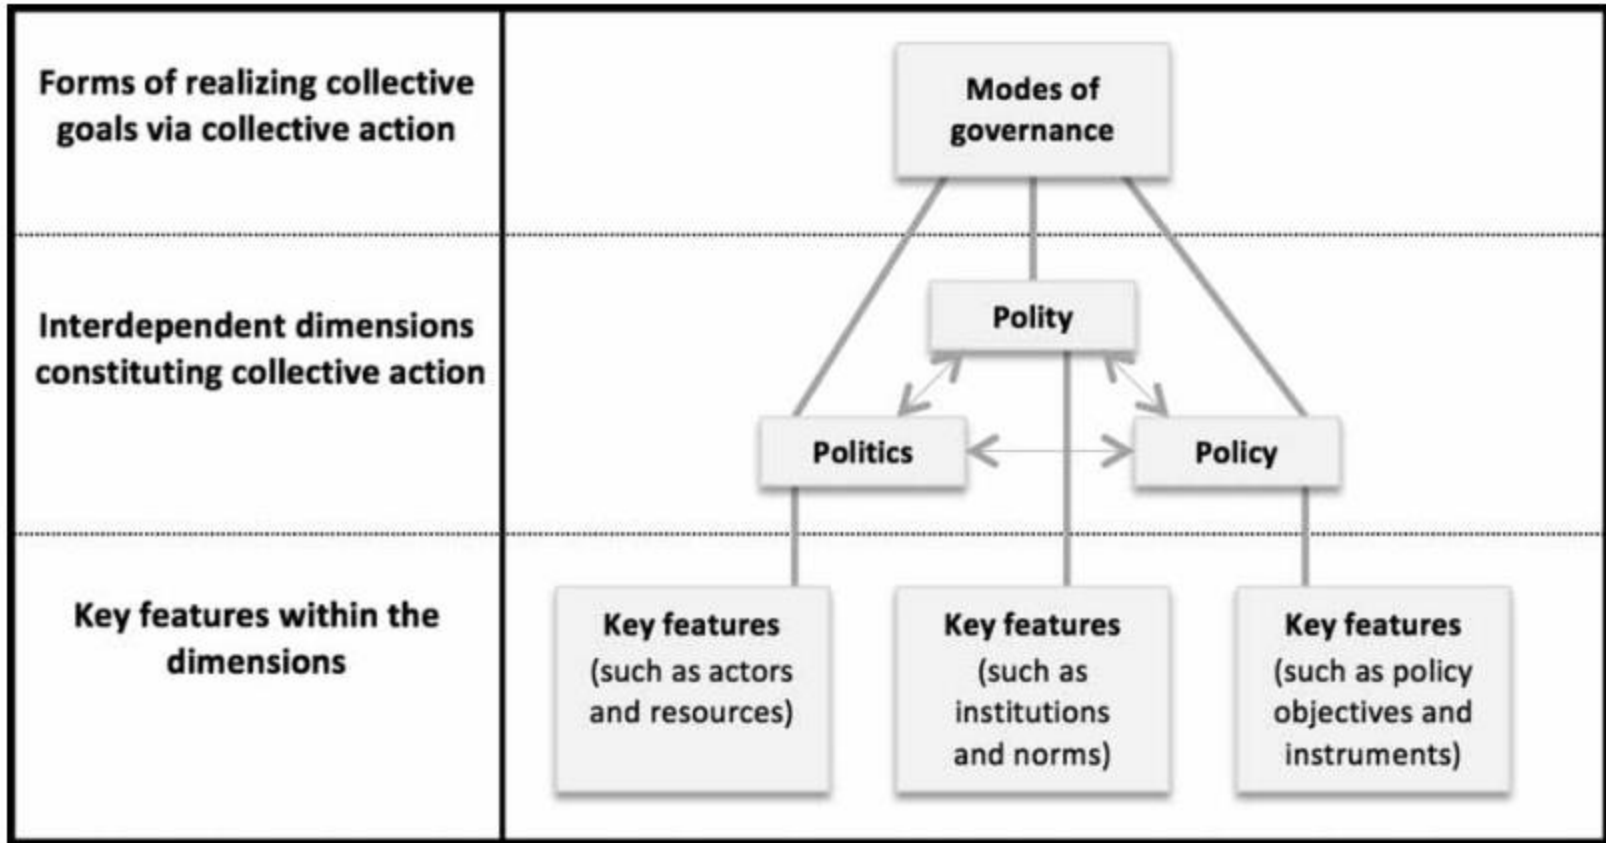 Forms of realizing collective
goals via collective action
Modes of
governance
Interdependent dimensions
constituting collective action
Polity
Politics
Policy
Key features within the
dimensions
Key features
(such as actors
and resources)
Key features
(such as
institutions
and norms)
Key features
(such as policy
objectives and
instruments)